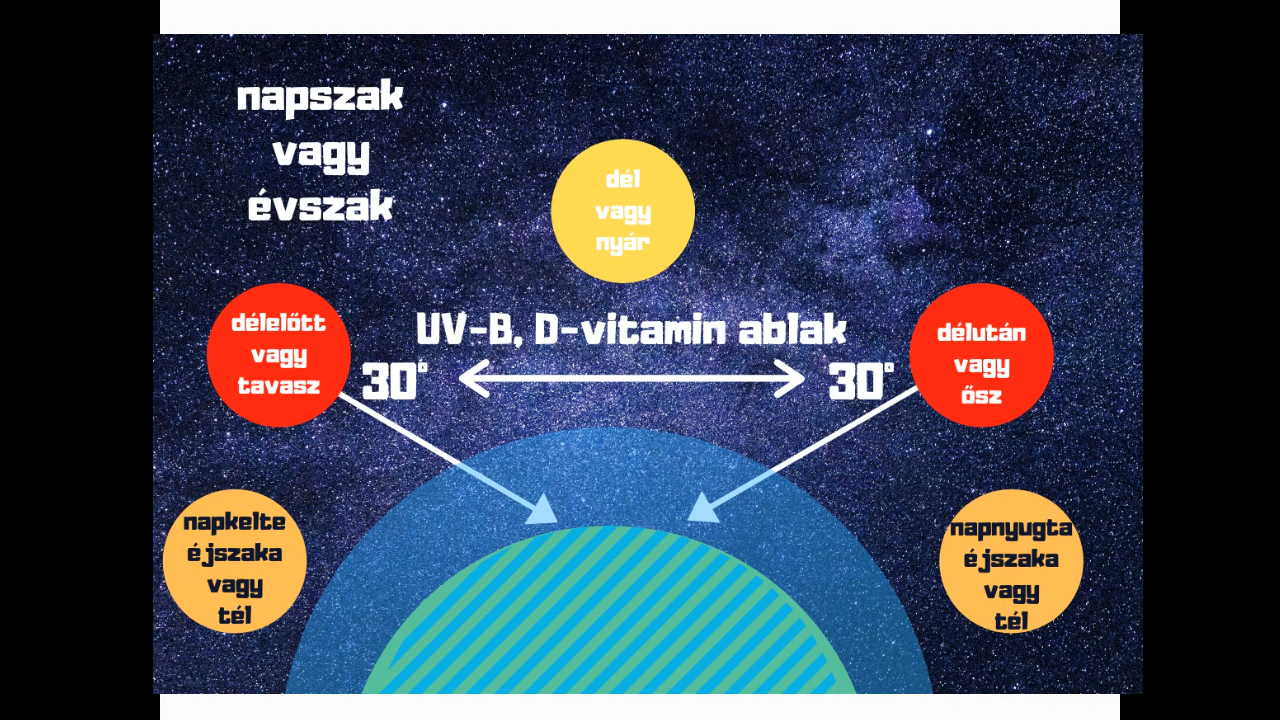 napszak
vagy
évszak
dél
vagy
nyár
UV-B, D-vitamin ablak
délelőtt
vagy
tavasz
30°
30°
délután
vagy
ősz
napkelte
éjszaka
vagy
tél
napnyugta
éjszaka
vagy
tél